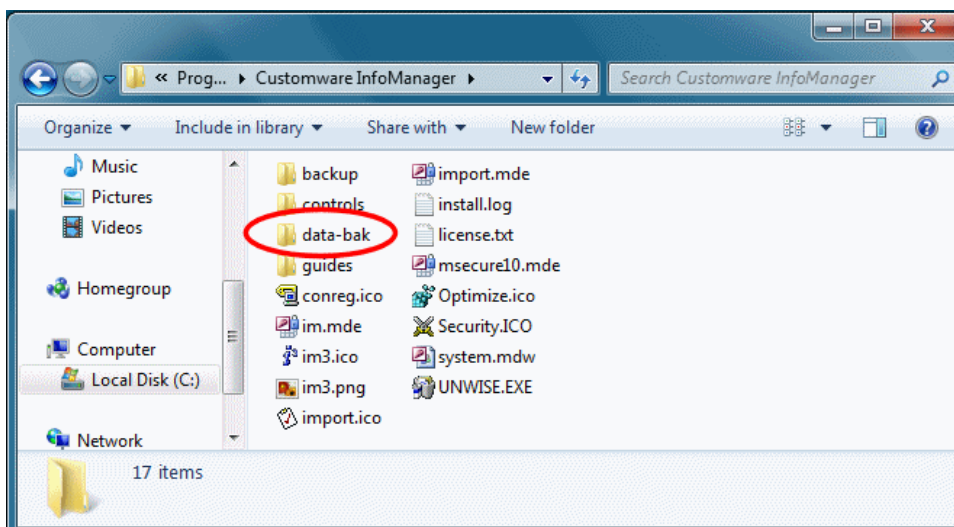 « Prog... ▸ Customware InfoManager ▸ Search Customware InfoManager
Organize Include in library Share with New folder
Music
Pictures
Videos
Homegroup
Computer
Local Disk (C:)
Network
backup
controls
data-bak
guides
conreg.ico
im.mde
im3.ico
im3.png
import.ico
import.mde
install.log
license.txt
msecure10.mde
Optimize.ico
Security.ICO
system.mdw
UNWISE.EXE
17 items